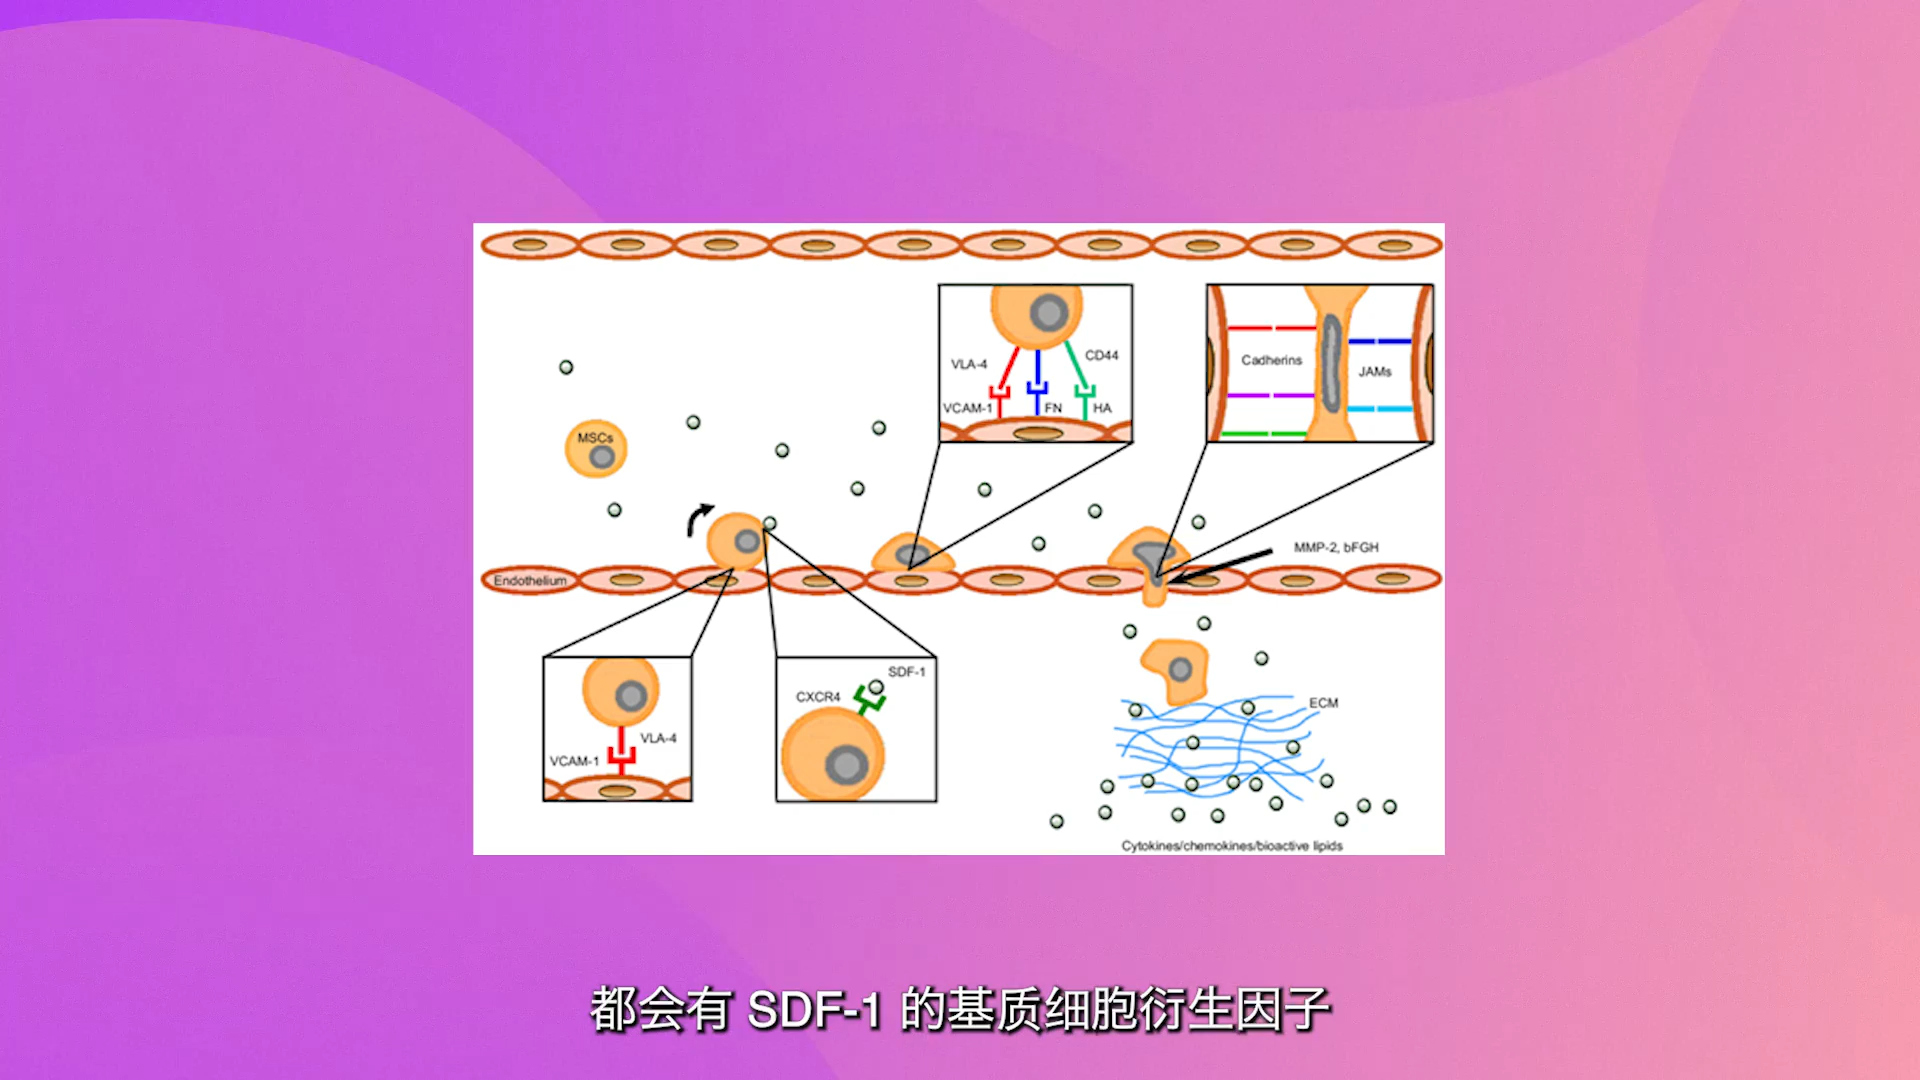 VLA-4
CD44
VCAM-1
FN
HA
Cadherins
JAMs
MSCs
MMP-2, bFGH
Endothelium
VLA-4
VCAM-1
SDF-1
CXCR4
ECM
Cytokines/chemokines/bioactive lipids
都会有 SDF-1 的基质细胞衍生因子